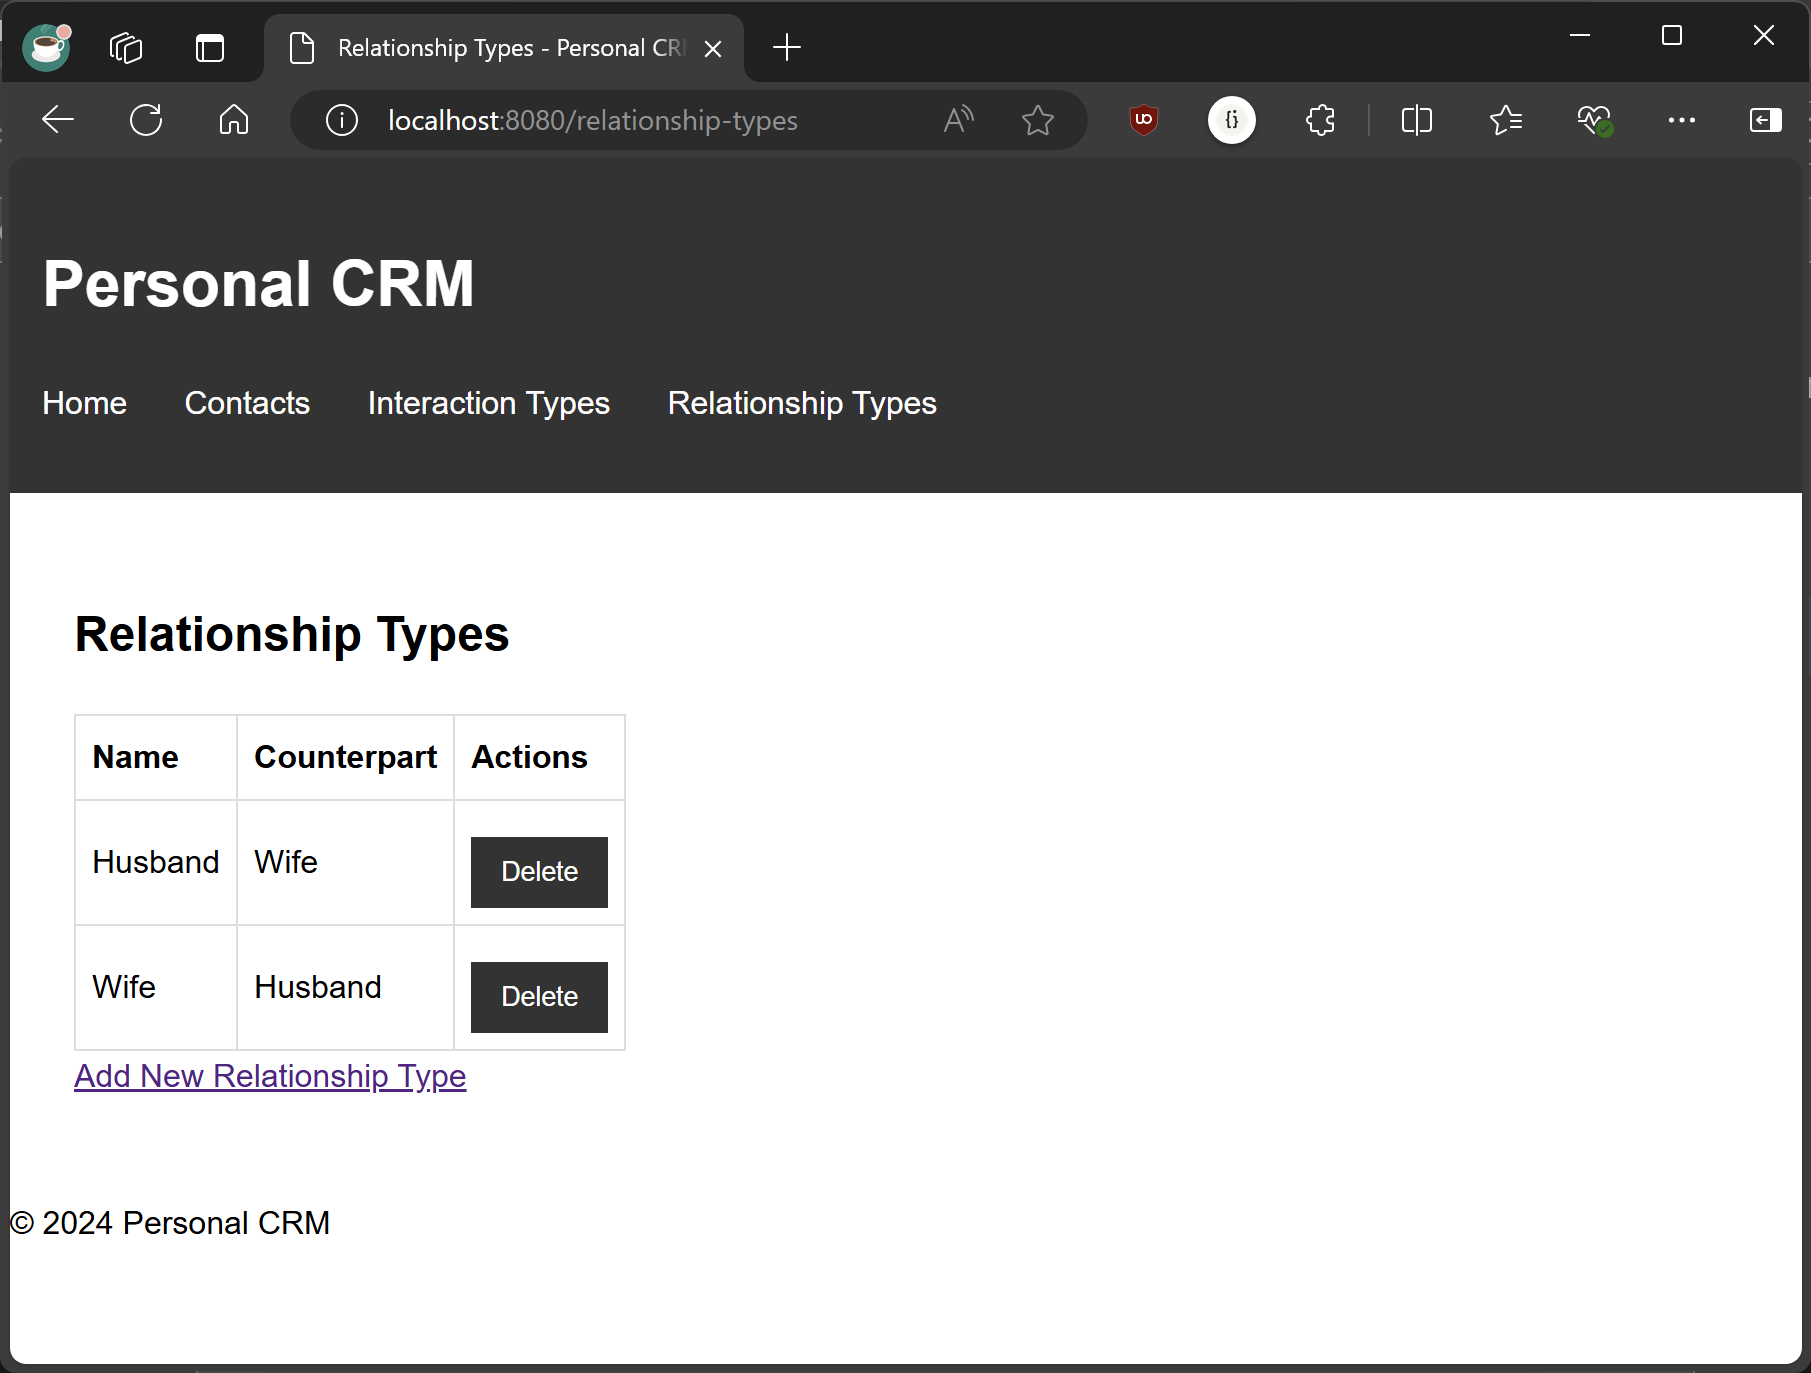 Relationship Types - Personal CR
localhost:8080/relationship-types
Personal CRM
Home Contacts Interaction Types Relationship Types
Relationship Types
Name Counterpart Actions
Husband Wife Delete
Wife Husband Delete
Add New Relationship Type
© 2024 Personal CRM